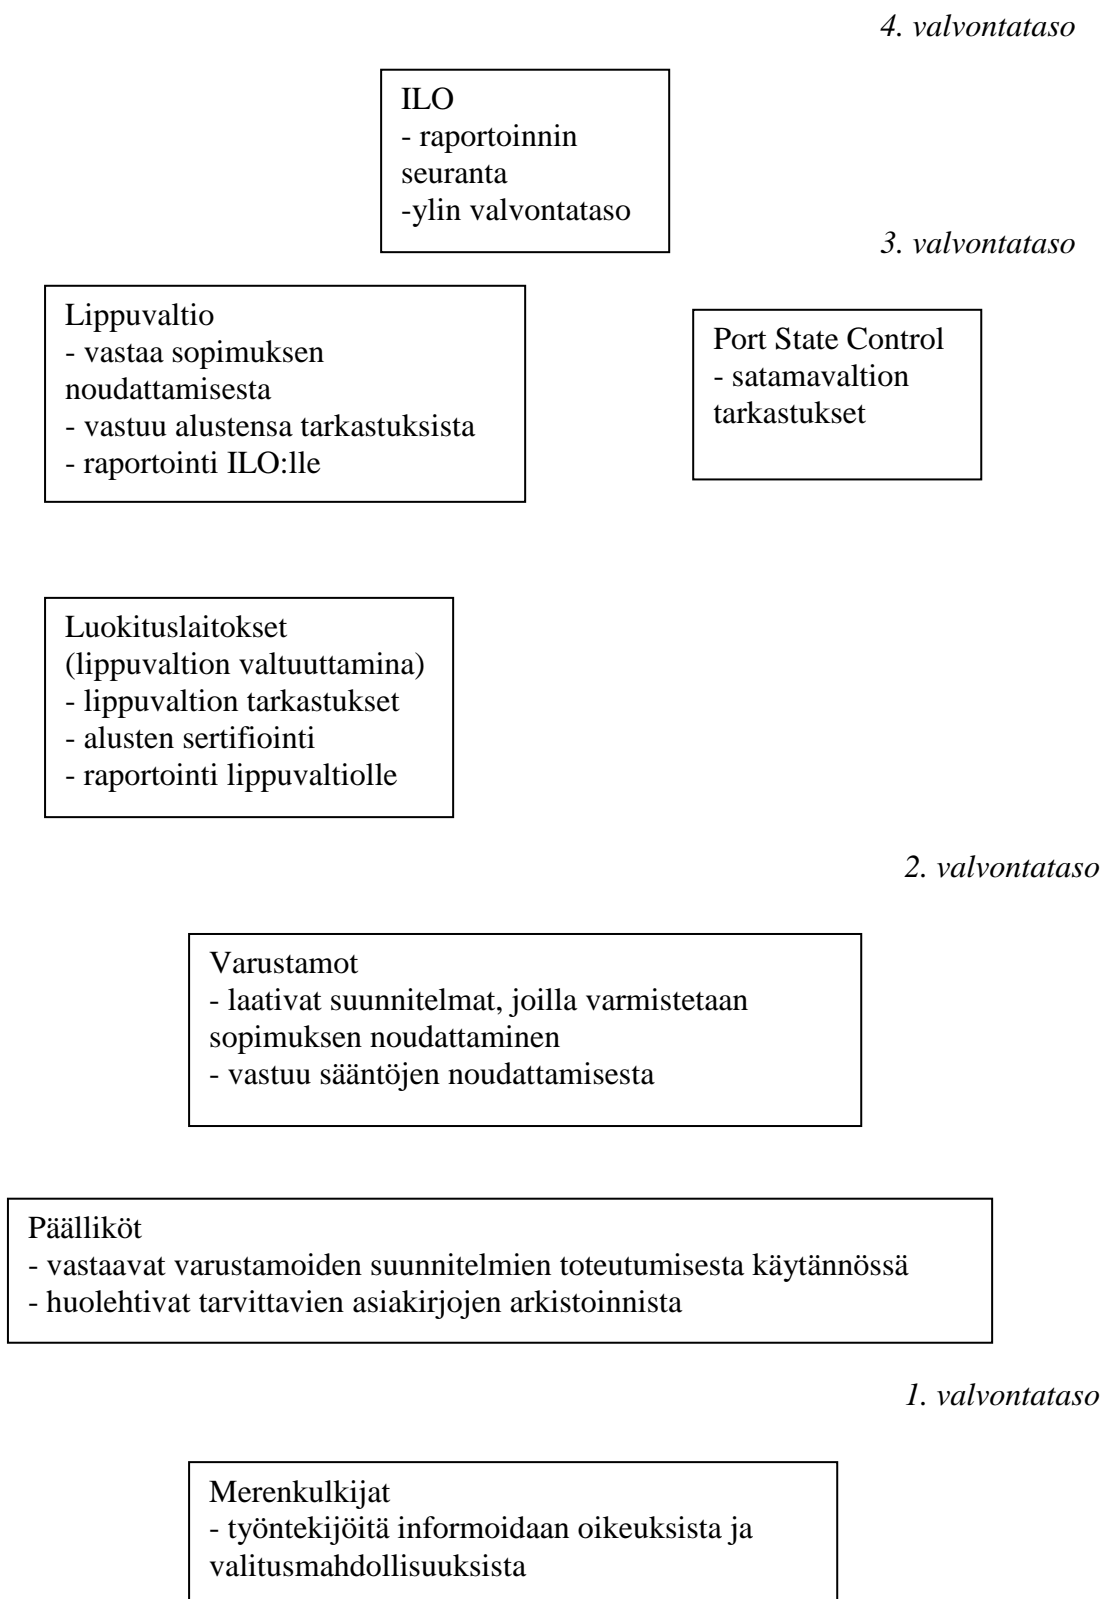 4. valvontataso
ILO
- raportoinnin
seuranta
-ylin valvontataso
3. valvontataso
Lippuvaltio
- vastaa sopimuksen
noudattamisesta
- vastuu alustensa tarkastuksista
- raportointi ILO:lle
Port State Control
- satamavaltion
tarkastukset
Luokituslaitokset
(lippuvaltion valtuuttamina)
- lippuvaltion tarkastukset
- alusten sertifiointi
- raportointi lippuvaltiolle
2. valvontataso
Varustamot
- laativat suunnitelmat, joilla varmistetaan
sopimuksen noudattaminen
- vastuu sääntöjen noudattamisesta
Päälliköt
- vastaavat varustamoiden suunnitelmien toteutumisesta käytännössä
- huolehtivat tarvittavien asiakirjojen arkistoinnista
1. valvontataso
Merenkulkijat
- työntekijöitä informoidaan oikeuksista ja
valitusmahdollisuuksista